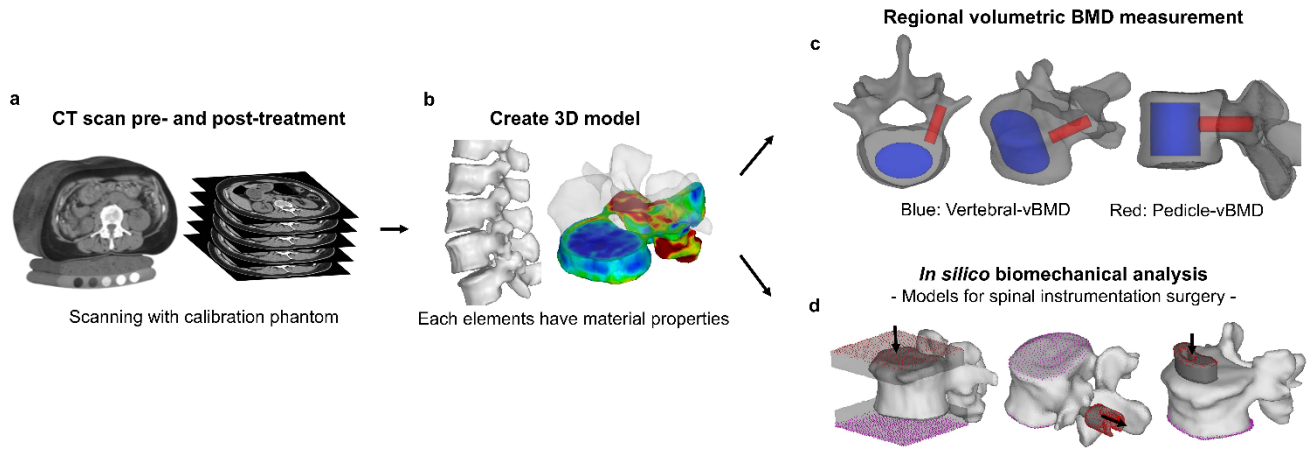 a
CT scan pre- and post-treatment
Scanning with calibration phantom
b
Create 3D model
Each elements have material properties
Regional volumetric BMD measurement
c
Blue: Vertebral-vBMD
Red: Pedicle-vBMD
In silico biomechanical analysis
- Models for spinal instrumentation surgery -
d